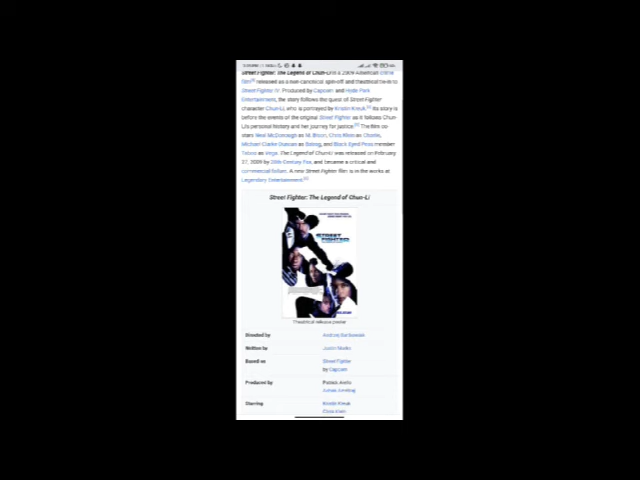 Street Fighter: The Legend of Chun-Li is a 2009 American crime
film released as a non-canonical spin-off and theatrical tie-in to
Street Fighter IV. Produced by Capcom and Hyde Park
Entertainment, the story follows the quest of Street Fighter
character Chun-Li, who is portrayed by Kristin Kreuk. Its story is
before the events of the original Street Fighter as it follows Chun-
Li's personal history and her journey for justice. The film co-
stars Neal McDonough as M. Bison, Chris Klein as Charlie,
Michael Clarke Duncan as Balrog, and Black Eyed Peas member
Taboo as Vega. The Legend of Chun-Li was released on February
27, 2009 by 20th Century Fox, and became a critical and
commercial failure. A new Street Fighter film is in the works at
Legendary Entertainment.
Street Fighter: The Legend of Chun-Li
STREET
FIGHTER
Theatrical release poster
Directed by Andrzej Bartkowiak
Written by Justin Marks
Based on Street Fighter
by Capcom
Produced by Patrick Aiello
Ashok Amritraj
Starring Kristin Kreuk
Chris Klein